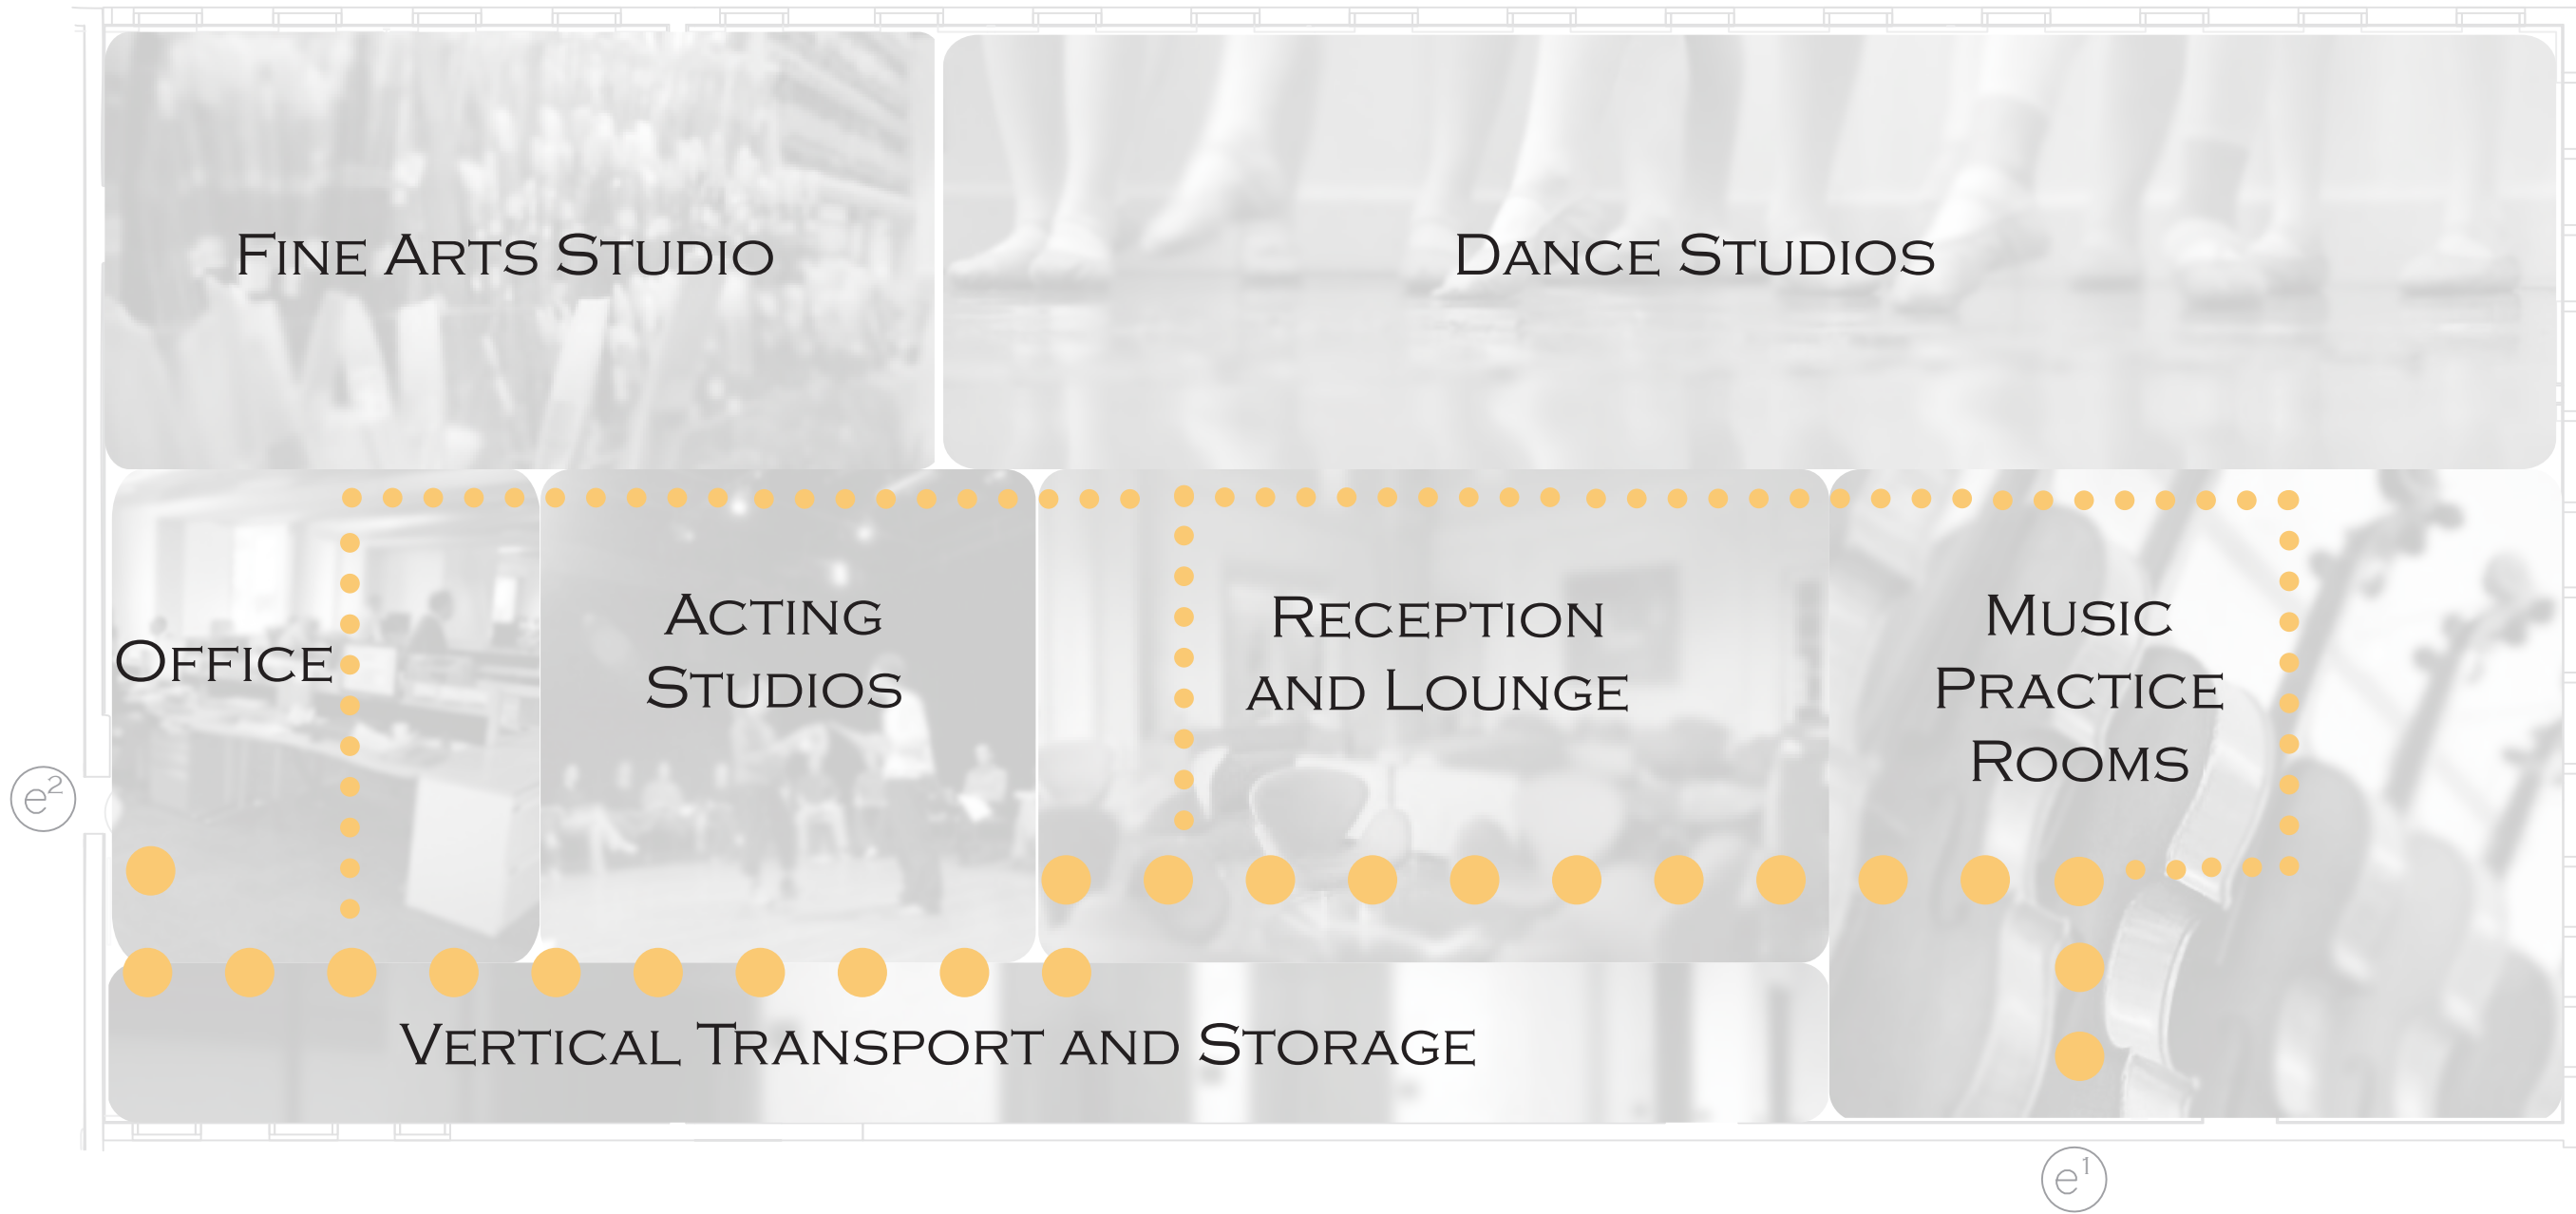 Fine Arts Studio
Dance Studios
Office
Acting
Studios
Reception
and Lounge
Music
Practice
Rooms
e²
Vertical Transport and Storage
e¹